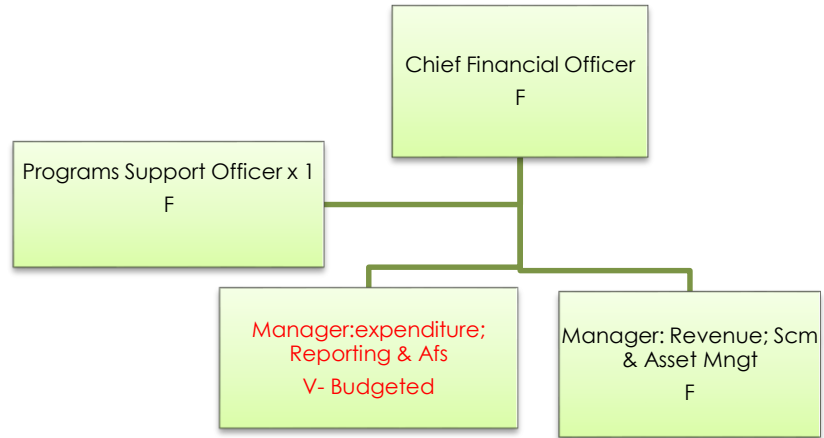 Chief Financial Officer
F
Programs Support Officer x 1
F
Manager:expenditure;
Reporting & Afs
V- Budgeted
Manager: Revenue; Scm
& Asset Mngt
F